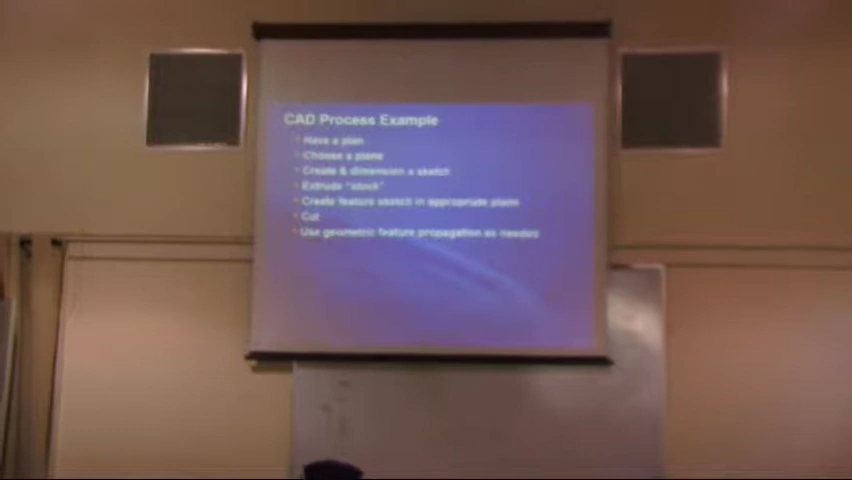 CAD Process Example
Have a plan
Choose a plane
Create & dimension a sketch
Extrude "stock"
Create feature sketch in appropriate plane
Cut
Use geometric feature propagation as needed